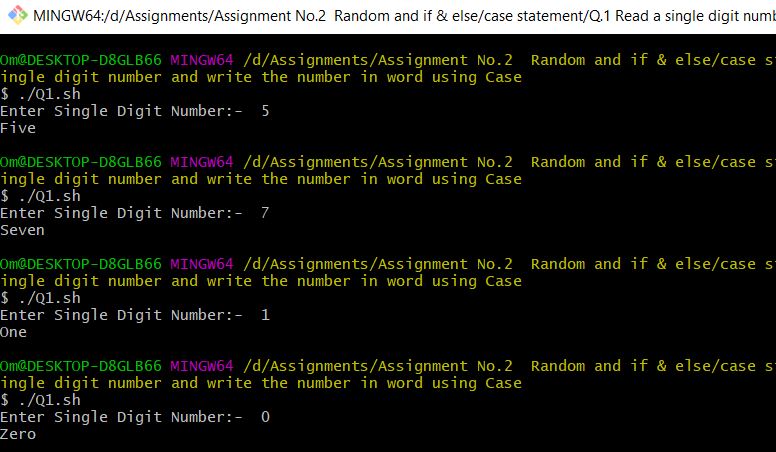 MINGW64:/d/Assignments/Assignment No.2  Random and if & else/case statement/Q.1 Read a single digit
Om@DESKTOP-D8GLB66 MINGW64 /d/Assignments/Assignment No.2  Random and if & else/case
ingle digit number and write the number in word using Case
$ ./Q1.sh
Enter Single Digit Number:-  5
Five
Om@DESKTOP-D8GLB66 MINGW64 /d/Assignments/Assignment No.2  Random and if & else/case
ingle digit number and write the number in word using Case
$ ./Q1.sh
Enter Single Digit Number:-  7
Seven
Om@DESKTOP-D8GLB66 MINGW64 /d/Assignments/Assignment No.2  Random and if & else/case
ingle digit number and write the number in word using Case
$ ./Q1.sh
Enter Single Digit Number:-  1
One
Om@DESKTOP-D8GLB66 MINGW64 /d/Assignments/Assignment No.2  Random and if & else/case
ingle digit number and write the number in word using Case
$ ./Q1.sh
Enter Single Digit Number:-  0
Zero